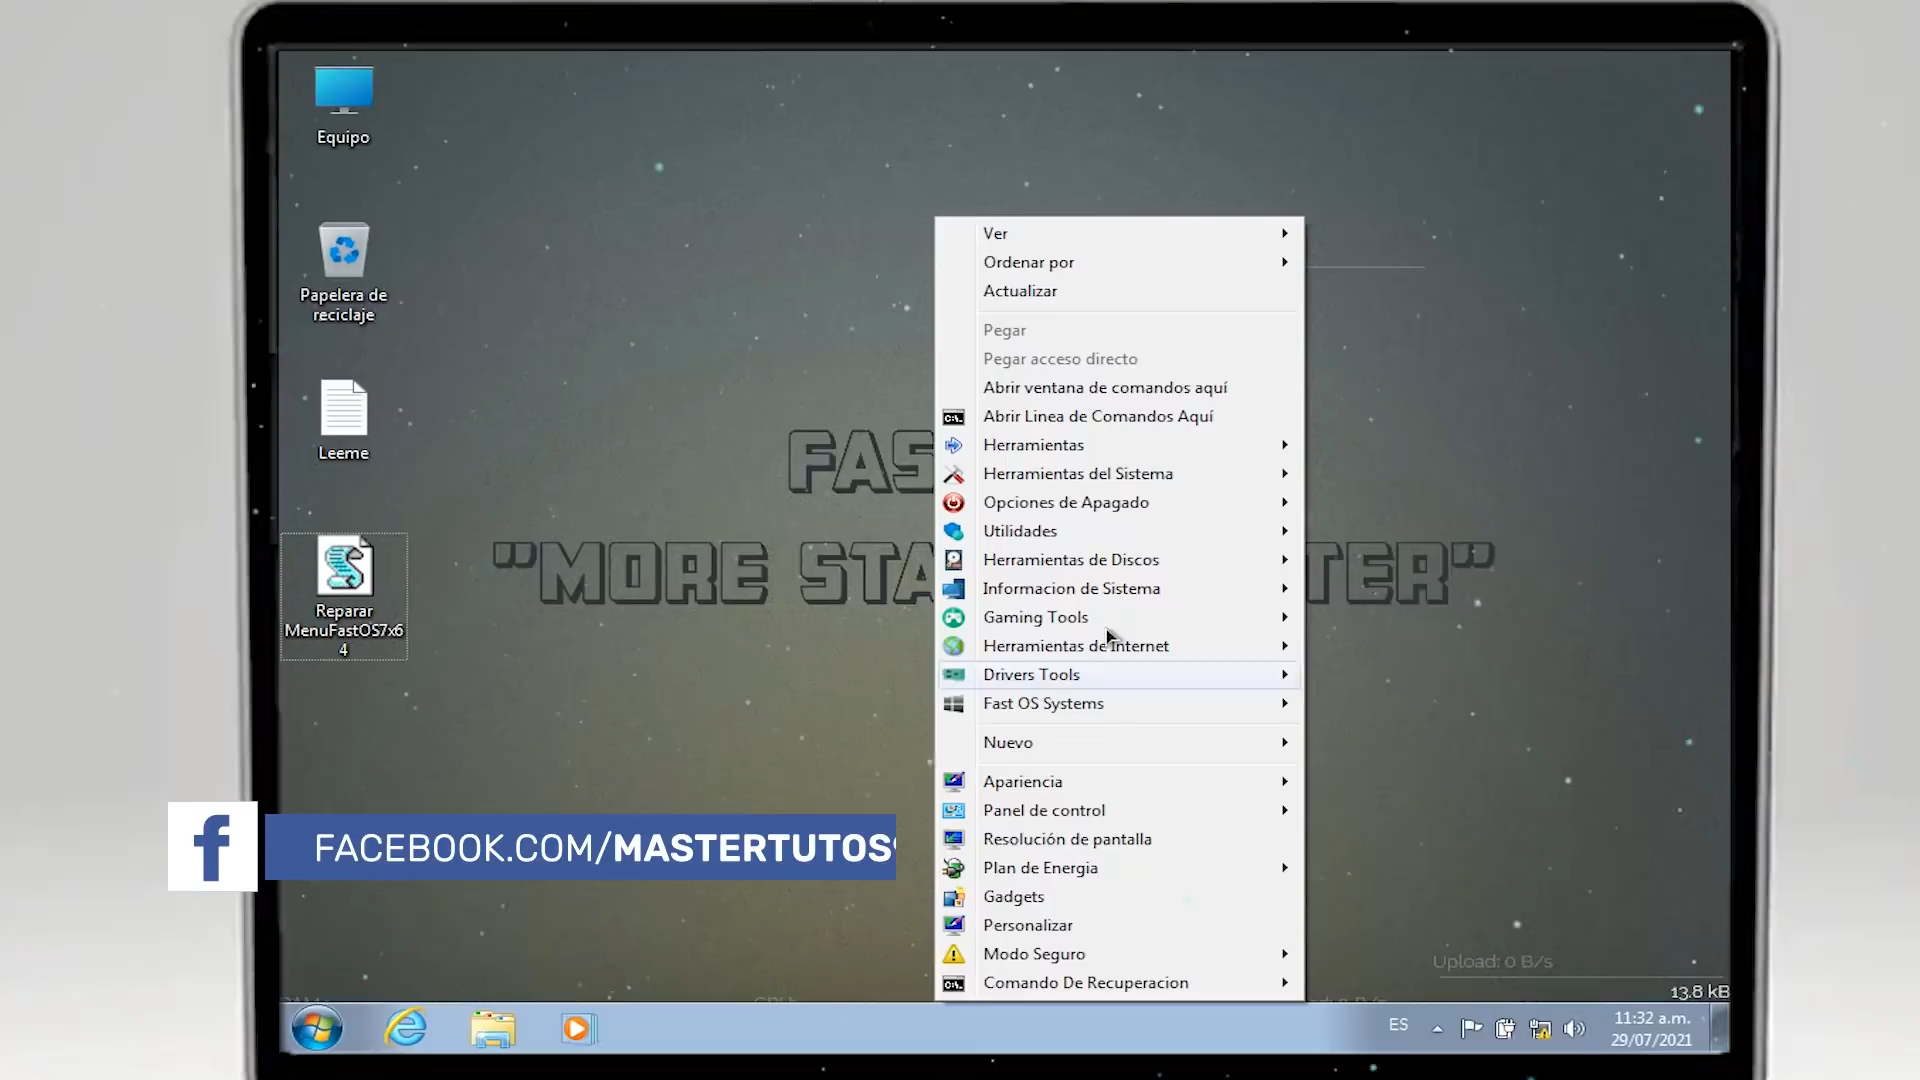 Equipo
Papelera de
reciclaje
Leeme
Reparar
MenuFastOS7x6
4
FAS
"MORE STA
TER"
Ver
Ordenar por
Actualizar
Pegar
Pegar acceso directo
Abrir ventana de comandos aquí
Abrir Linea de Comandos Aquí
Herramientas
Herramientas del Sistema
Opciones de Apagado
Utilidades
Herramientas de Discos
Informacion de Sistema
Gaming Tools
Herramientas de Internet
Drivers Tools
Fast OS Systems
Nuevo
Apariencia
Panel de control
Resolución de pantalla
Plan de Energia
Gadgets
Personalizar
Modo Seguro
Comando De Recuperacion
FACEBOOK.COM/MASTERTUTOS
Upload: 0 B/s
13.8 kB
ES
11:32 a.m.
29/07/2021